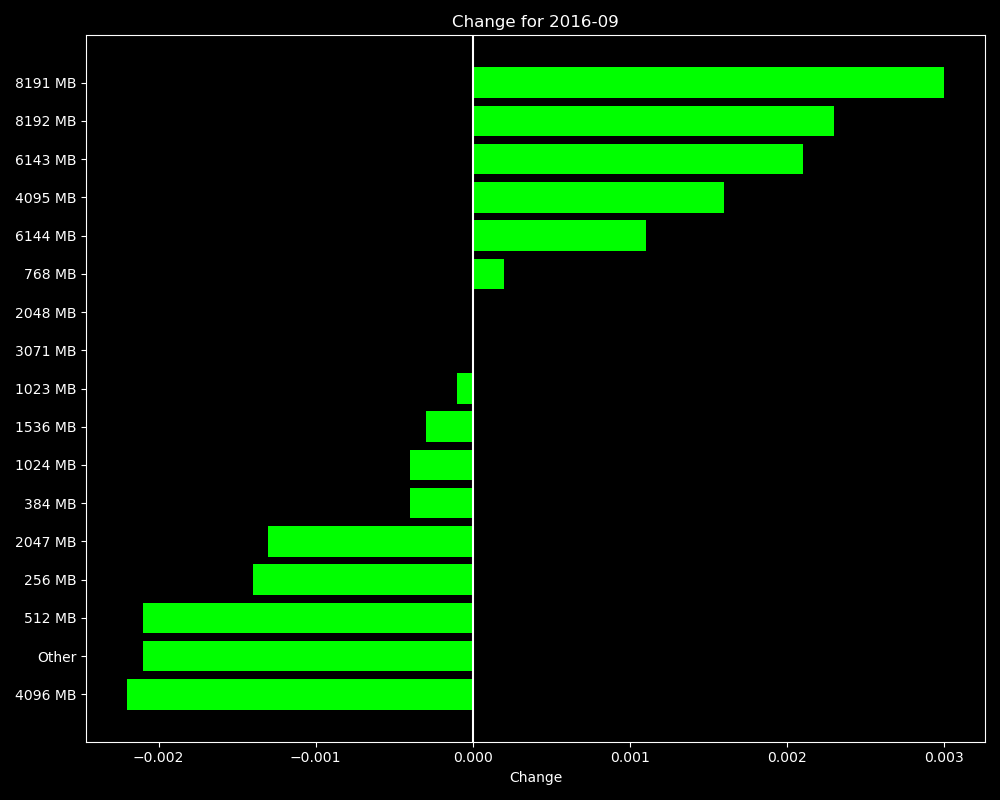 Change for 2016-09
8191 MB
8192 MB
6143 MB
4095 MB
6144 MB
768 MB
2048 MB
3071 MB
1023 MB
1536 MB
1024 MB
384 MB
2047 MB
256 MB
512 MB
Other
4096 MB
−0.002 −0.001 0.000 0.001 0.002 0.003
Change